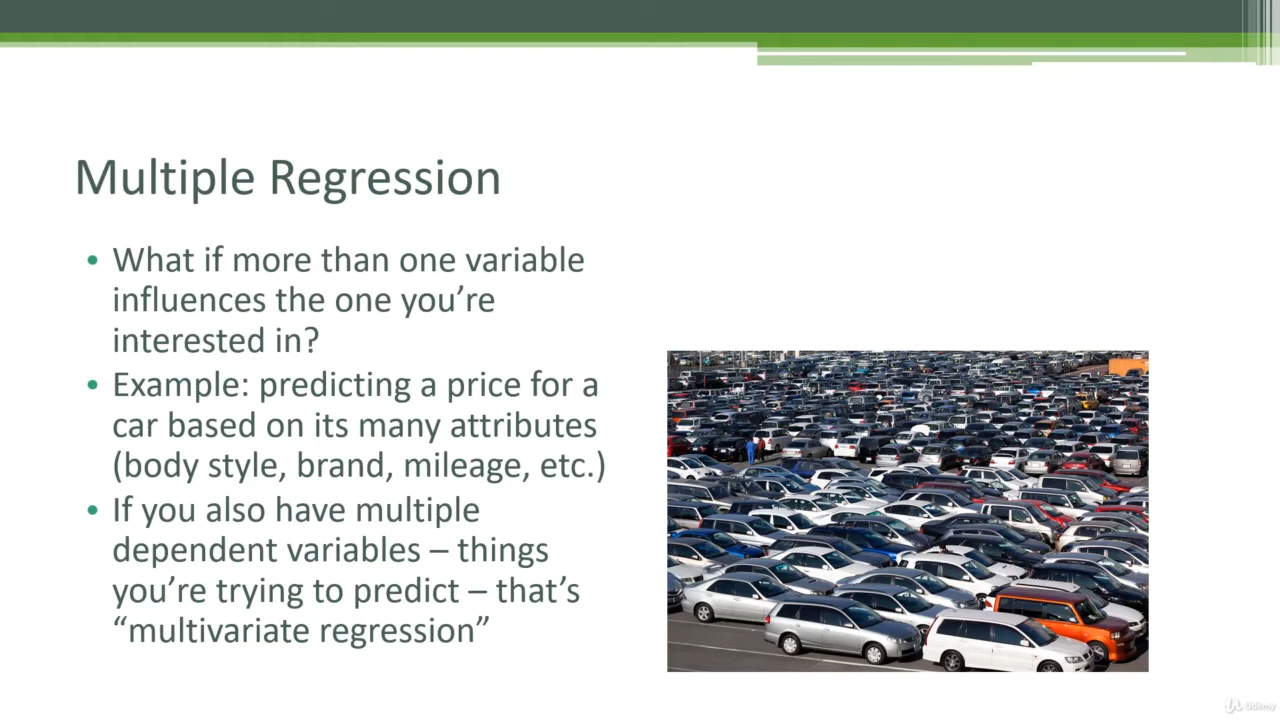 Multiple Regression
• What if more than one variable
influences the one you’re
interested in?
• Example: predicting a price for a
car based on its many attributes
(body style, brand, mileage, etc.)
• If you also have multiple
dependent variables – things
you’re trying to predict – that’s
“multivariate regression”
Udemy